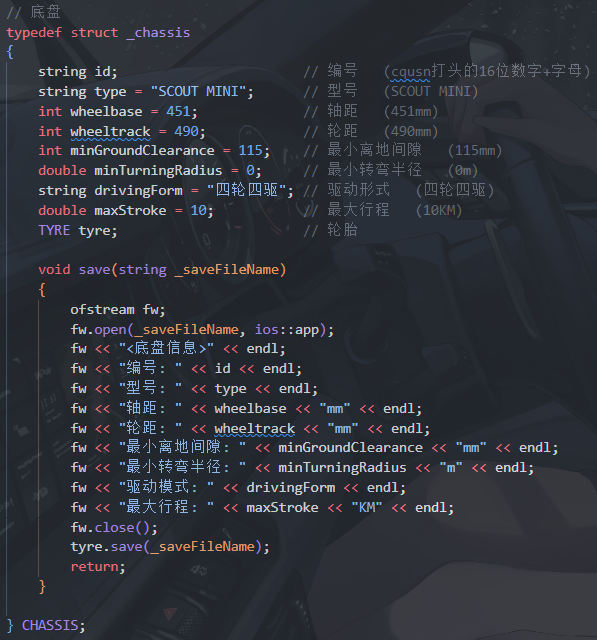 // 底盘
typedef struct _chassis
{
    string id;                       // 编号   (cqusn打头的16位数字+字母)
    string type = "SCOUT MINI";      // 型号   (SCOUT MINI)
    int wheelbase = 451;             // 轴距   (451mm)
    int wheeltrack = 490;            // 轮距   (490mm)
    int minGroundClearance = 115;    // 最小离地间隙   (115mm)
    double minTurningRadius = 0;     // 最小转弯半径   (0m)
    string drivingForm = "四轮四驱"; // 驱动形式   (四轮四驱)
    double maxStroke = 10;           // 最大行程   (10KM)
    TYRE tyre;                       // 轮胎
    void save(string _saveFileName)
    {
        ofstream fw;
        fw.open(_saveFileName, ios::app);
        fw << "<底盘信息>" << endl;
        fw << "编号: " << id << endl;
        fw << "型号: " << type << endl;
        fw << "轴距: " << wheelbase << "mm" << endl;
        fw << "轮距: " << wheeltrack << "mm" << endl;
        fw << "最小离地间隙: " << minGroundClearance << "mm" << endl;
        fw << "最小转弯半径: " << minTurningRadius << "m" << endl;
        fw << "驱动模式: " << drivingForm << endl;
        fw << "最大行程: " << maxStroke << "KM" << endl;
        fw.close();
        tyre.save(_saveFileName);
        return;
    }
} CHASSIS;